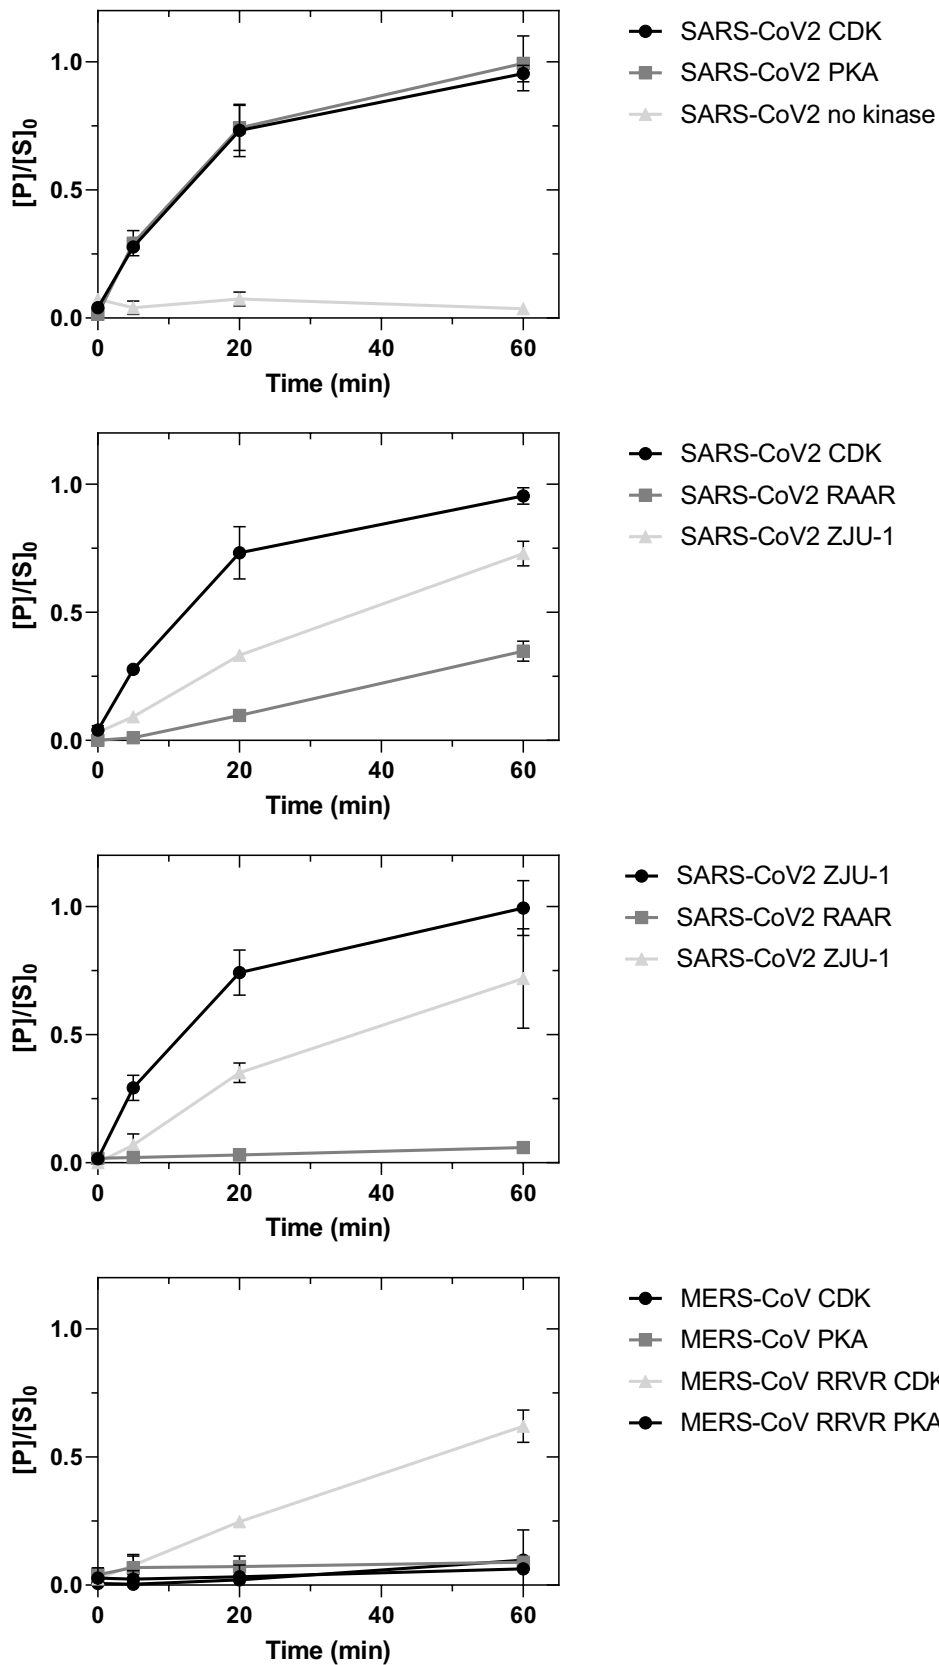 SARS-CoV2 CDK
SARS-CoV2 PKA
SARS-CoV2 no kinase
[P]/[S]0
1.0
0.5
0.0
0 20 40 60
Time (min)
SARS-CoV2 CDK
SARS-CoV2 RAAR
SARS-CoV2 ZJU-1
[P]/[S]0
1.0
0.5
0.0
0 20 40 60
Time (min)
SARS-CoV2 ZJU-1
SARS-CoV2 RAAR
SARS-CoV2 ZJU-1
[P]/[S]0
1.0
0.5
0.0
0 20 40 60
Time (min)
MERS-CoV CDK
MERS-CoV PKA
MERS-CoV RRVR CDK
MERS-CoV RRVR PKA
[P]/[S]0
1.0
0.5
0.0
0 20 40 60
Time (min)